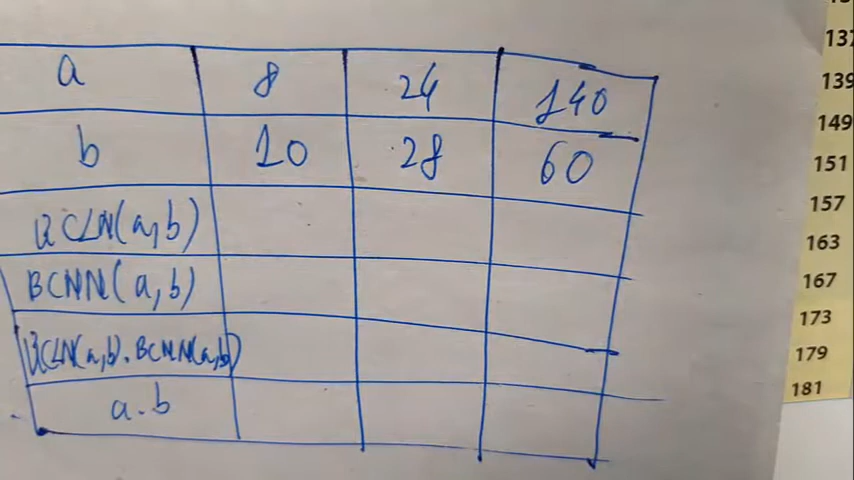 a 8 24 140
b 10 28 60
ƯCLN(a,b)
BCNN(a,b)
ƯCLN(a,b).BCNN(a,b)
a.b
137
139
149
151
157
163
167
173
179
181